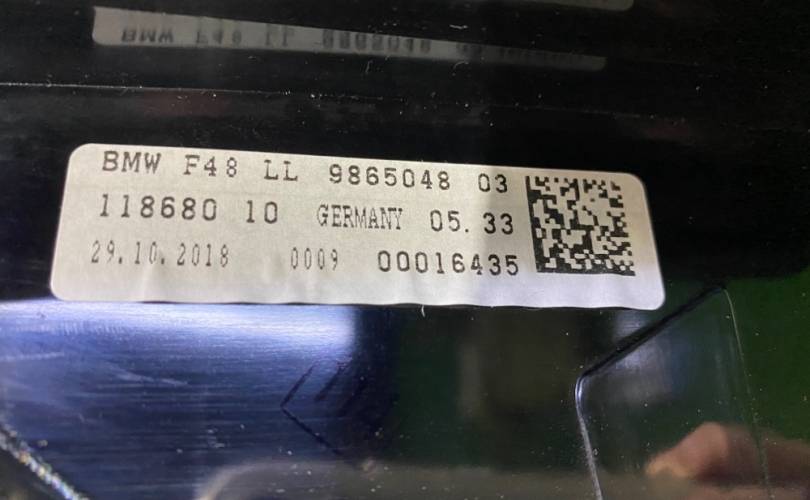 BMW F48 LL 9865048 03
118680 10 GERMANY 05.33
29.10.2018 0009 00016435